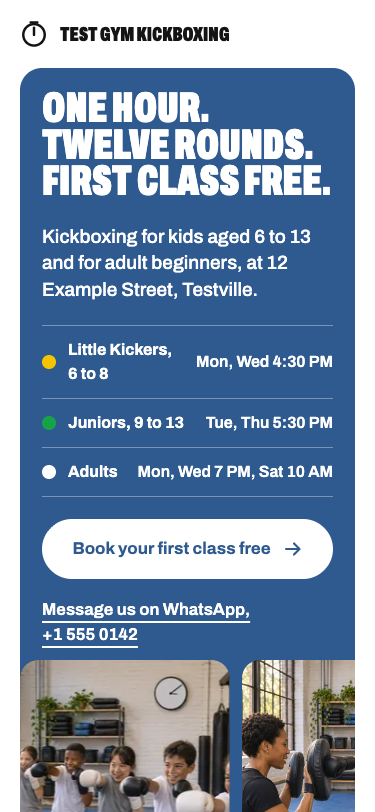 TEST GYM KICKBOXING
ONE HOUR.
TWELVE ROUNDS.
FIRST CLASS FREE.
Kickboxing for kids aged 6 to 13
and for adult beginners, at 12
Example Street, Testville.
Little Kickers,
6 to 8
Mon, Wed 4:30 PM
Juniors, 9 to 13 Tue, Thu 5:30 PM
Adults Mon, Wed 7 PM, Sat 10 AM
Book your first class free →
Message us on WhatsApp,
+1 555 0142